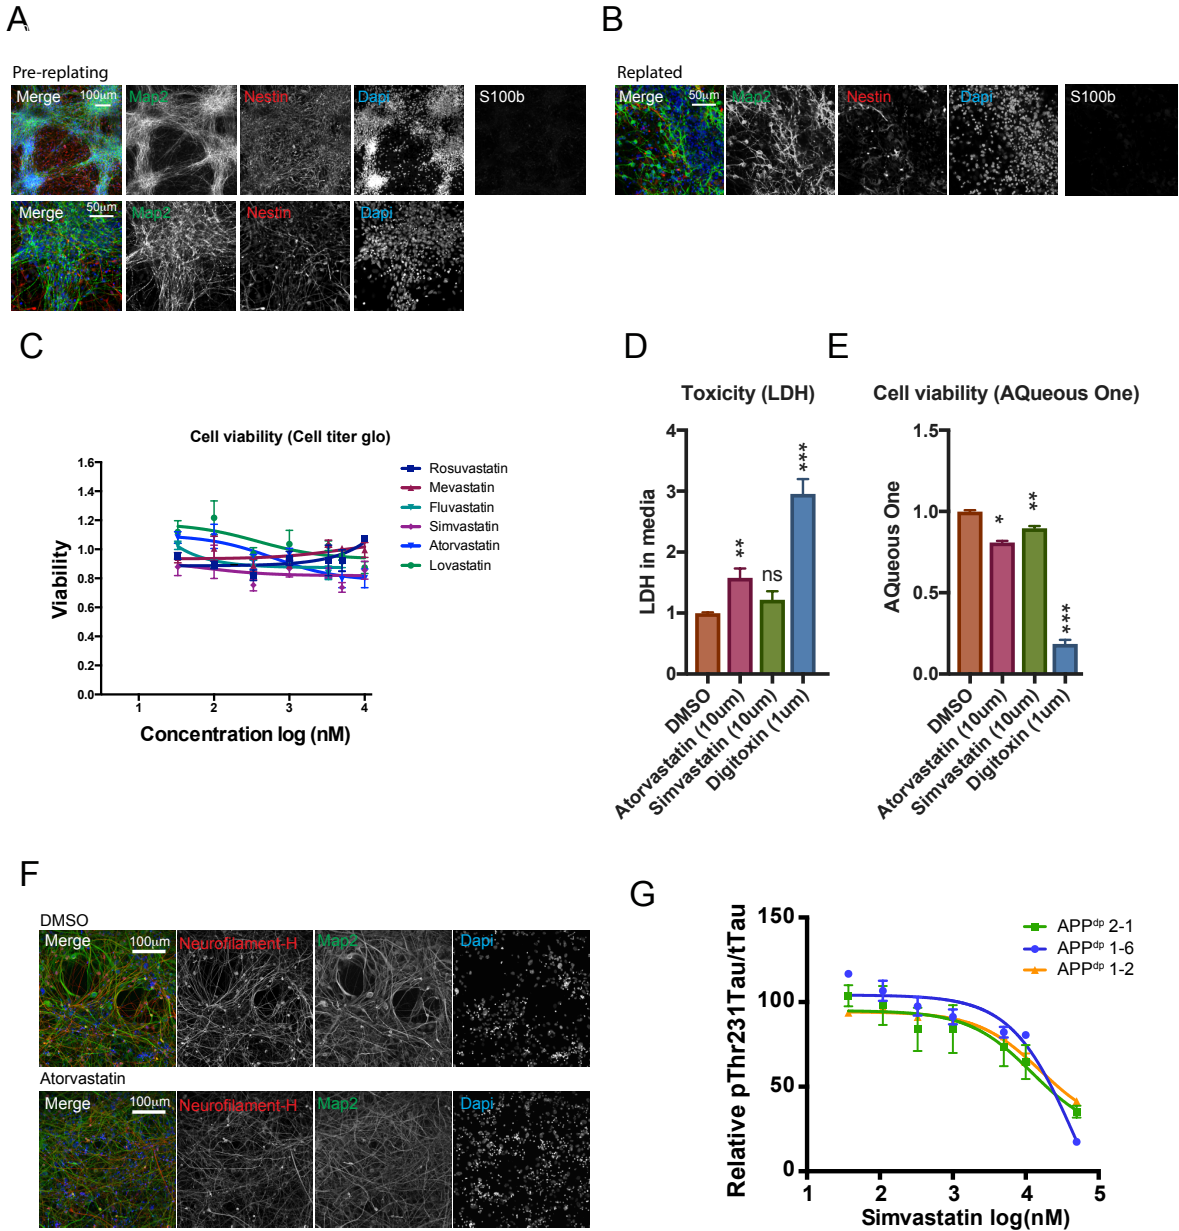 A
B
Pre-replating
Merge 100µm Map2 Nestin Dapi S100b
Merge 50µm Map2 Nestin Dapi
Replated
Merge 50µm Map2 Nestin Dapi S100b
C
Cell viability (Cell titer glo)
Viability
1.6
1.4
1.2
1.0
0.8
0.6
0.4
0.2
0.0
1 2 3 4
Concentration log (nM)
Rosuvastatin
Mevastatin
Fluvastatin
Simvastatin
Atorvastatin
Lovastatin
D
Toxicity (LDH)
LDH in media
4
3
2
1
0
**
ns
***
DMSO
Atorvastatin (10um)
Simvastatin (10um)
Digitoxin (1um)
E
Cell viability (AQueous One)
AQueous One
1.5
1.0
0.5
0.0
*
**
***
DMSO
Atorvastatin (10um)
Simvastatin (10um)
Digitoxin (1um)
F
DMSO
Merge 100µm Neurofilament-H Map2 Dapi
Atorvastatin
Merge 100µm Neurofilament-H Map2 Dapi
G
Relative pThr231Tau/tTau
150
100
50
0
1 2 3 4 5
Simvastatin log(nM)
APPdp 2-1
APPdp 1-6
APPdp 1-2